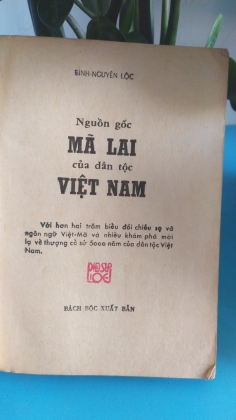 BÌNH-NGUYÊN LỘC
Nguồn gốc
MÃ LAI
của dân tộc
VIỆT NAM
Với hơn hai trăm biểu đối chiếu sọ và
ngôn ngữ Việt-Mã và nhiều khám phá mới
lạ về thượng cổ sử 5000 năm của dân tộc Việt
Nam.
LỘC
BÁCH BỘC XUẤT BẢN